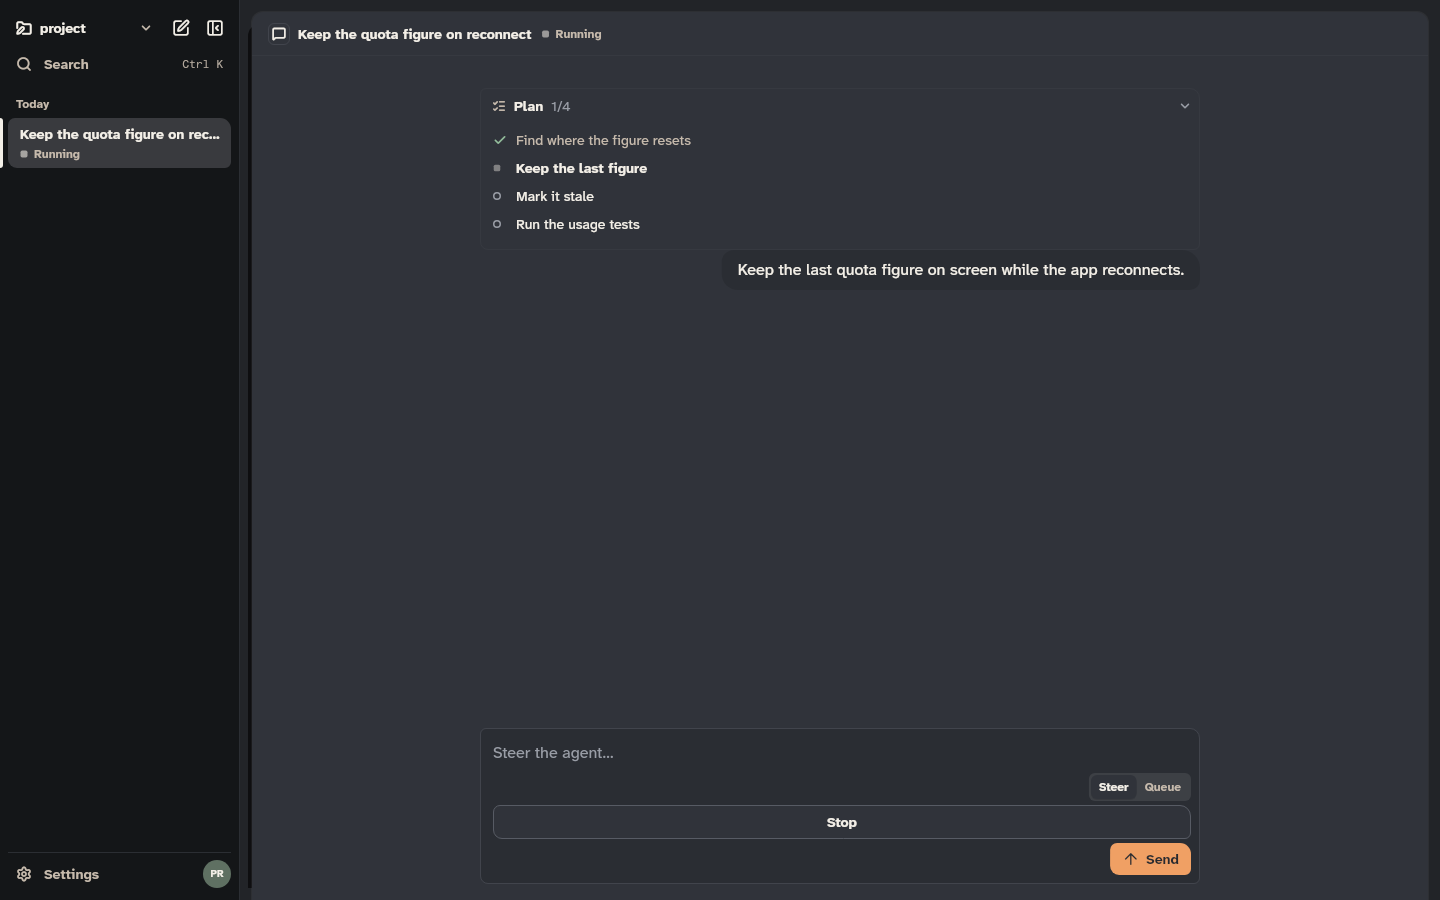 project
Search
Ctrl K
Today
Keep the quota figure on rec...
Running
Settings
PR
Keep the quota figure on reconnect
Running
Plan 1/4
Find where the figure resets
Keep the last figure
Mark it stale
Run the usage tests
Keep the last quota figure on screen while the app reconnects.
Steer the agent...
Steer
Queue
Stop
Send